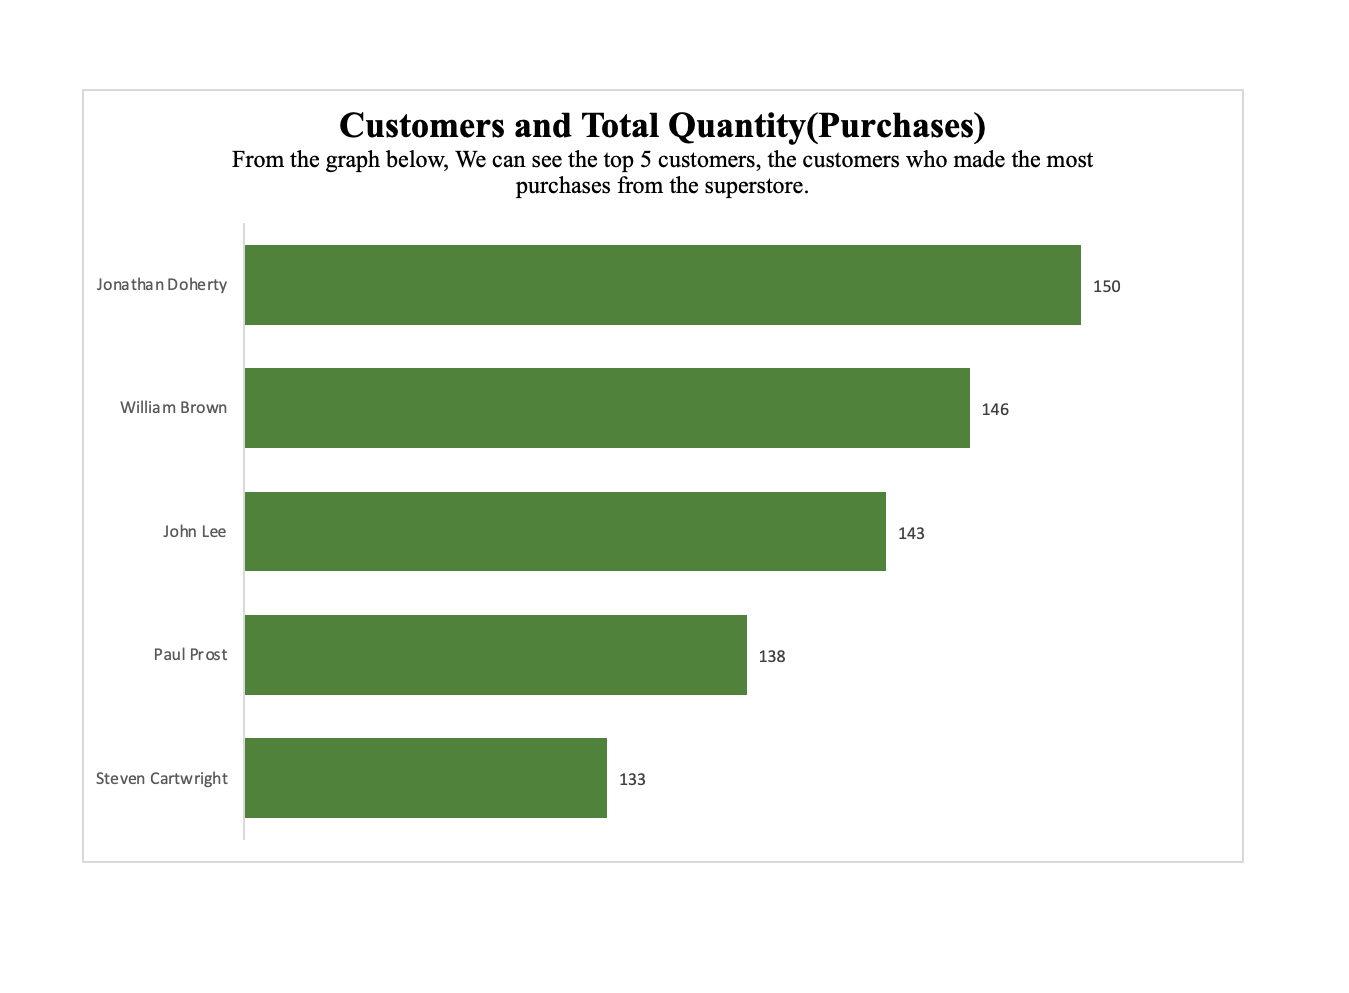 Customers and Total Quantity(Purchases)
From the graph below, We can see the top 5 customers, the customers who made the most
purchases from the superstore.
Jonathan Doherty
150
William Brown
146
John Lee
143
Paul Prost
138
Steven Cartwright
133